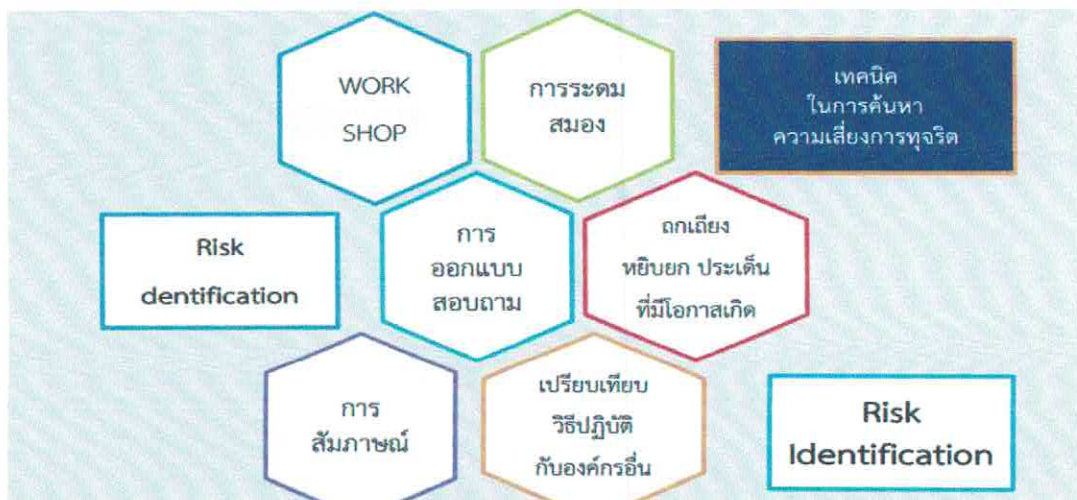 WORK
SHOP
การระดม
สมอง
เทคนิค
ในการค้นหา
ความเสี่ยงการทุจริต
Risk
dentification
การ
ออกแบบ
สอบถาม
ถกเถียง
หยิบยก ประเด็น
ที่มีโอกาสเกิด
การ
สัมภาษณ์
เปรียบเทียบ
วิธีปฏิบัติ
กับองค์กรอื่น
Risk
Identification